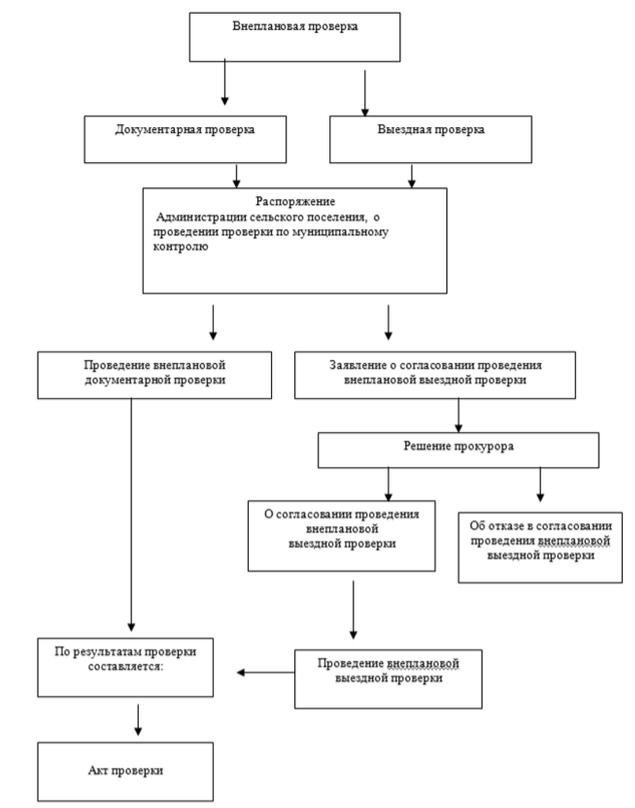 Внеплановая проверка
Документарная проверка
Выездная проверка
Распоряжение
Администрации сельского поселения, о
проведении проверки по муниципальному
контролю
Проведение внеплановой
документарной проверки
Заявление о согласовании проведения
внеплановой выездной проверки
Решение прокурора
О согласовании проведения
внеплановой
выездной проверки
Об отказе в согласовании
проведения внеплановой
выездной проверки
По результатам проверки
составляется:
Проведение внеплановой
выездной проверки
Акт проверки